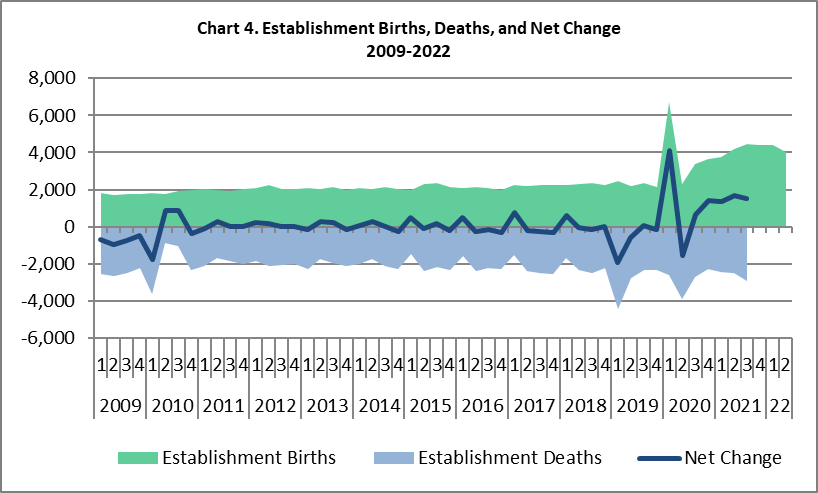 Chart 4. Establishment Births, Deaths, and Net Change
2009-2022
8,000
6,000
4,000
2,000
0
-2,000
-4,000
-6,000
1 2 3 4 1 2 3 4 1 2 3 4 1 2 3 4 1 2 3 4 1 2 3 4 1 2 3 4 1 2 3 4 1 2 3 4 1 2 3 4 1 2 3 4 1 2 3 4 1 2 3 4 1 2
2009 2010 2011 2012 2013 2014 2015 2016 2017 2018 2019 2020 2021 22
Establishment Births Establishment Deaths Net Change